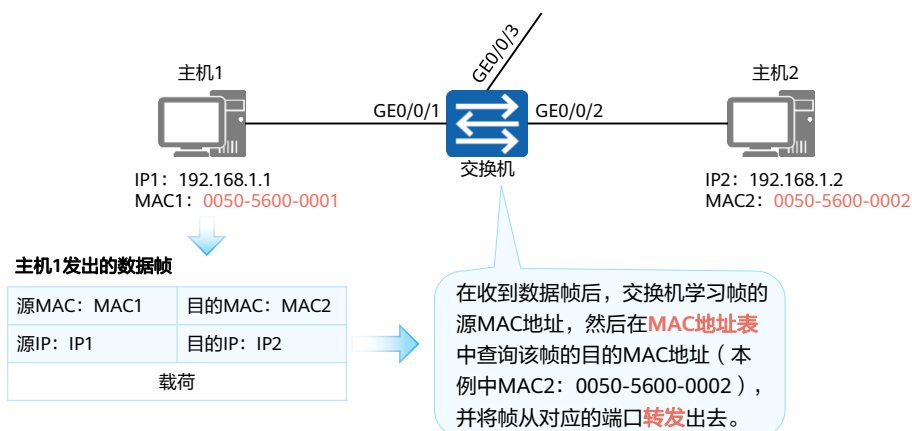 GE0/0/3
主机1
主机2
GE0/0/1
GE0/0/2
交换机
IP1：192.168.1.1
MAC1：0050-5600-0001
IP2：192.168.1.2
MAC2：0050-5600-0002
主机1发出的数据帧
源MAC：MAC1
目的MAC：MAC2
源IP：IP1
目的IP：IP2
载荷
在收到数据帧后，交换机学习帧的
源MAC地址，然后在MAC地址表
中查询该帧的目的MAC地址（本
例中MAC2：0050-5600-0002），
并将帧从对应的端口转发出去。